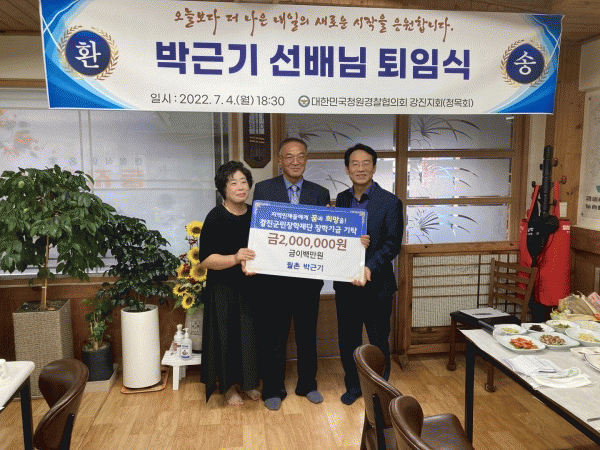 오늘보다 더 나은 내일의 새로운 시작을 응원합니다.
환 박근기 선배님 퇴임식 송
일시 : 2022. 7. 4.(월) 18:30 대한민국청원경찰협의회 강진지회(청목회)
지역인재들에게 꿈과 희망을!
강진군민장학재단 장학기금 기탁
금2,000,000원
금이백만원
월촌 박근기